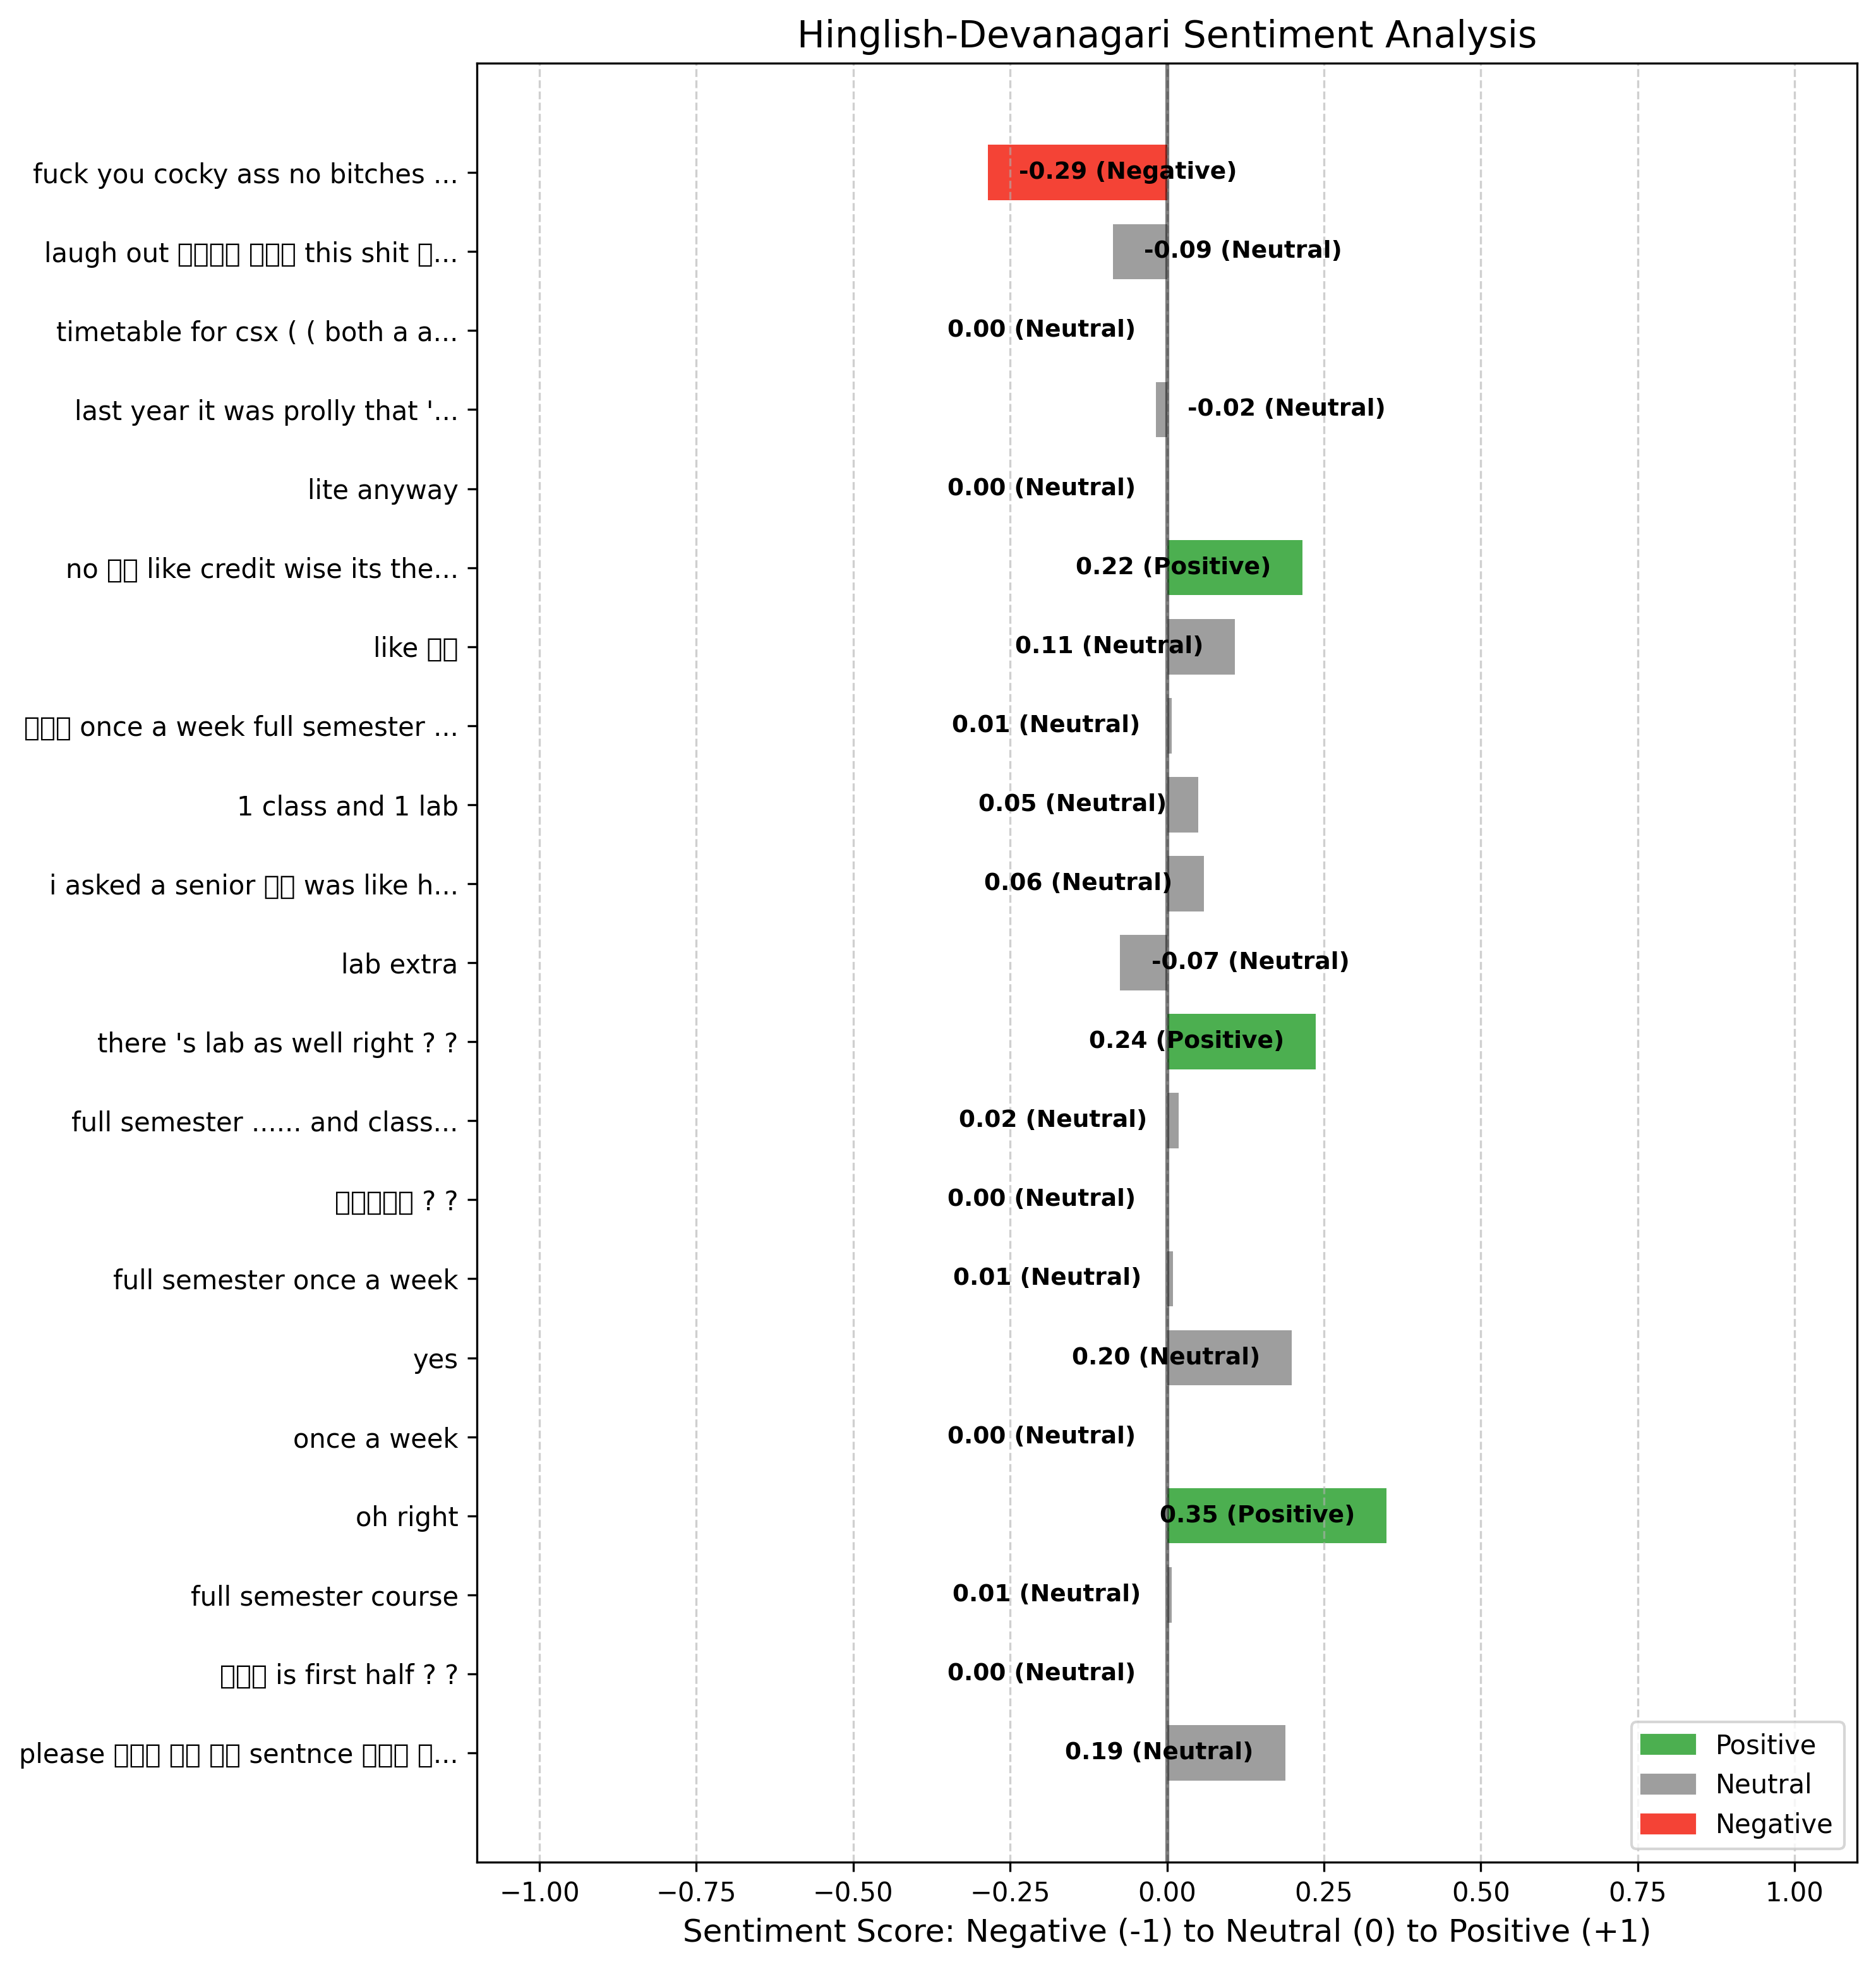 Hinglish-Devanagari Sentiment Analysis
fuck you cocky ass no bitches ... -0.29 (Negative)
laugh out this shit ... -0.09 (Neutral)
timetable for csx ( ( both a a... 0.00 (Neutral)
last year it was prolly that '... -0.02 (Neutral)
lite anyway 0.00 (Neutral)
no like credit wise its the... 0.22 (Positive)
like 0.11 (Neutral)
once a week full semester ... 0.01 (Neutral)
1 class and 1 lab 0.05 (Neutral)
i asked a senior was like h... 0.06 (Neutral)
lab extra -0.07 (Neutral)
there 's lab as well right ? ? 0.24 (Positive)
full semester ...... and class... 0.02 (Neutral)
? ? 0.00 (Neutral)
full semester once a week 0.01 (Neutral)
yes 0.20 (Neutral)
once a week 0.00 (Neutral)
oh right 0.35 (Positive)
full semester course 0.01 (Neutral)
is first half ? ? 0.00 (Neutral)
please sentnce ... 0.19 (Neutral)
Positive
Neutral
Negative
−1.00 −0.75 −0.50 −0.25 0.00 0.25 0.50 0.75 1.00
Sentiment Score: Negative (-1) to Neutral (0) to Positive (+1)